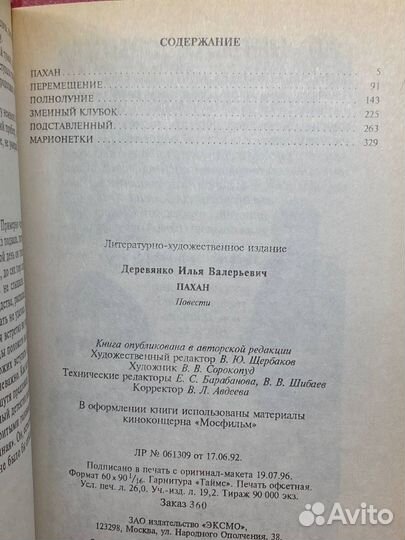 СОДЕРЖАНИЕ
ПАХАН 5
ПЕРЕМЕЩЕНИЕ 91
ПОЛНОЛУНИЕ 143
ЗМЕИНЫЙ КЛУБОК 225
ПОДСТАВЛЕННЫЙ 263
МАРИОНЕТКИ 329
Литературно-художественное издание
Деревянко Илья Валерьевич
ПАХАН
Повести
Книга опубликована в авторской редакции
Художественный редактор В. Ю. Щербаков
Художник В. В. Сорокопуд
Технические редакторы Е. С. Барабанова, В. В. Шибаев
Корректор В. Л. Авдеева
В оформлении книги использованы материалы
киноконцерна «Мосфильм»
ЛР № 061309 от 17.06.92.
Подписано в печать с оригинал-макета 19.07.96.
Формат 60×90 1/16. Гарнитура «Таймс». Печать офсетная.
Усл. печ. л. 26,0. Уч.-изд. л. 19,2. Тираж 90 000 экз.
Заказ 360
ЗАО издательство «ЭКСМО»,
123298, Москва, ул. Народного Ополчения, 38.
Avito